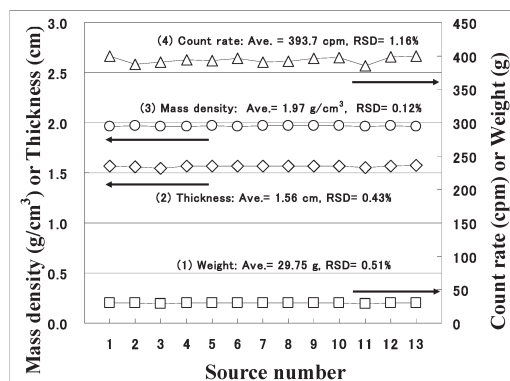 Mass density (g/cm³) or Thickness (cm)
3.0
2.5
2.0
1.5
1.0
0.5
0.0
(4) Count rate: Ave. = 393.7 cpm, RSD= 1.16%
(3) Mass density: Ave.= 1.97 g/cm³, RSD= 0.12%
(2) Thickness: Ave.= 1.56 cm, RSD= 0.43%
(1) Weight: Ave.= 29.75 g, RSD= 0.51%
450
400
350
300
250
200
150
100
50
0
Count rate (cpm) or Weight (g)
1 2 3 4 5 6 7 8 9 10 11 12 13
Source number